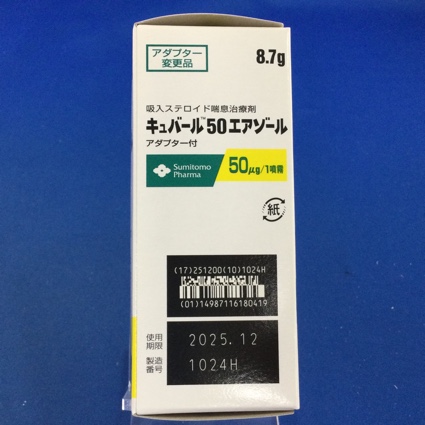 アダプター
変更品
8.7g
吸入ステロイド喘息治療剤
キュバール™50エアゾール
アダプター付
Sumitomo
Pharma
50μg/1噴霧
紙
(17)251200(10)1024H
(01)14987116180419
使用
期限
2025.12
製造
番号
1024H